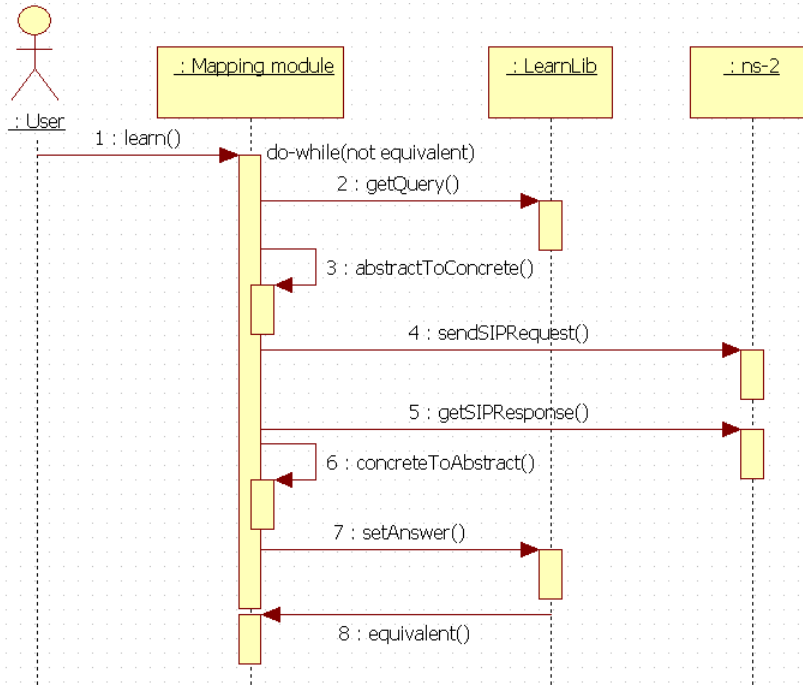 : Mapping module
: LearnLib
: ns-2
: User
1 : learn()
do-while(not equivalent)
2 : getQuery()
3 : abstractToConcrete()
4 : sendSIPRequest()
5 : getSIPResponse()
6 : concreteToAbstract()
7 : setAnswer()
8 : equivalent()